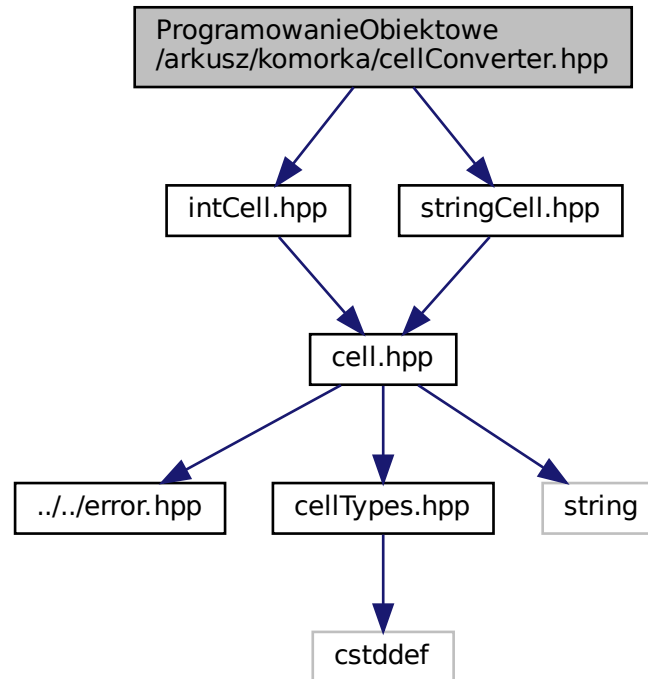 ProgramowanieObiektowe
/arkusz/komorka/cellConverter.hpp
intCell.hpp
stringCell.hpp
cell.hpp
../../error.hpp
cellTypes.hpp
string
cstddef